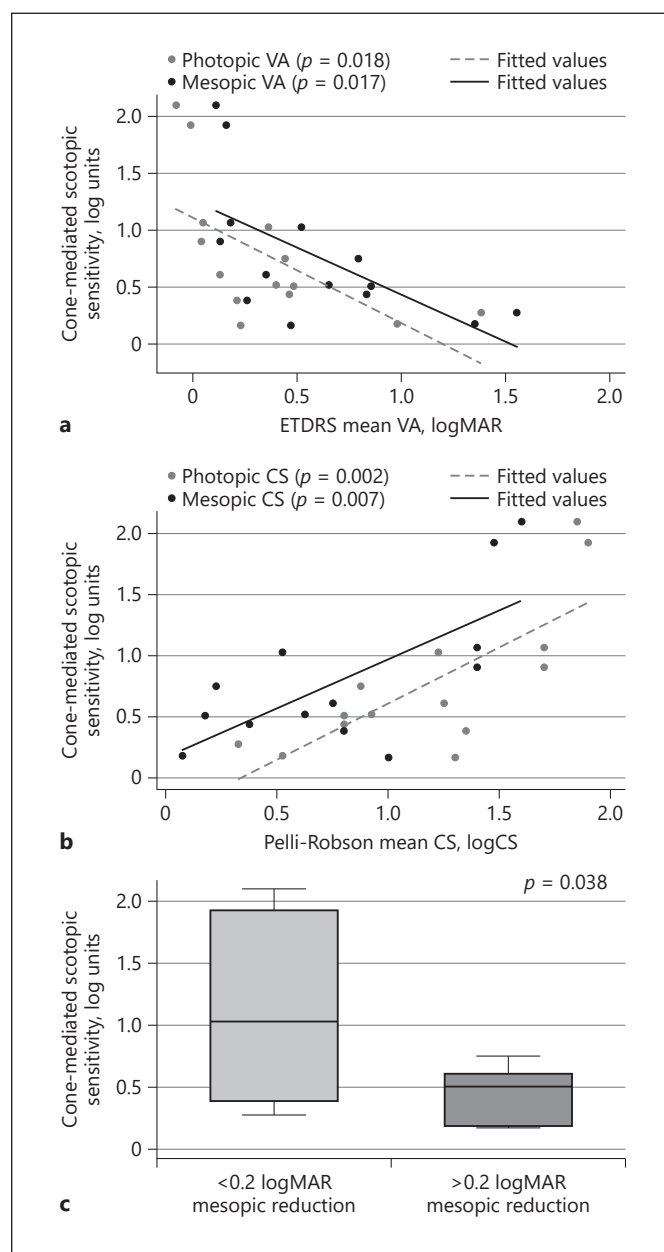 Photopic VA (p = 0.018) Fitted values
Mesopic VA (p = 0.017) Fitted values
Cone-mediated scotopic
sensitivity, log units
2.0
1.5
1.0
0.5
0
0 0.5 1.0 1.5 2.0
a ETDRS mean VA, logMAR
Photopic CS (p = 0.002) Fitted values
Mesopic CS (p = 0.007) Fitted values
Cone-mediated scotopic
sensitivity, log units
2.0
1.5
1.0
0.5
0
0 0.5 1.0 1.5 2.0
b Pelli-Robson mean CS, logCS
p = 0.038
Cone-mediated scotopic
sensitivity, log units
2.0
1.5
1.0
0.5
0
<0.2 logMAR >0.2 logMAR
c mesopic reduction mesopic reduction